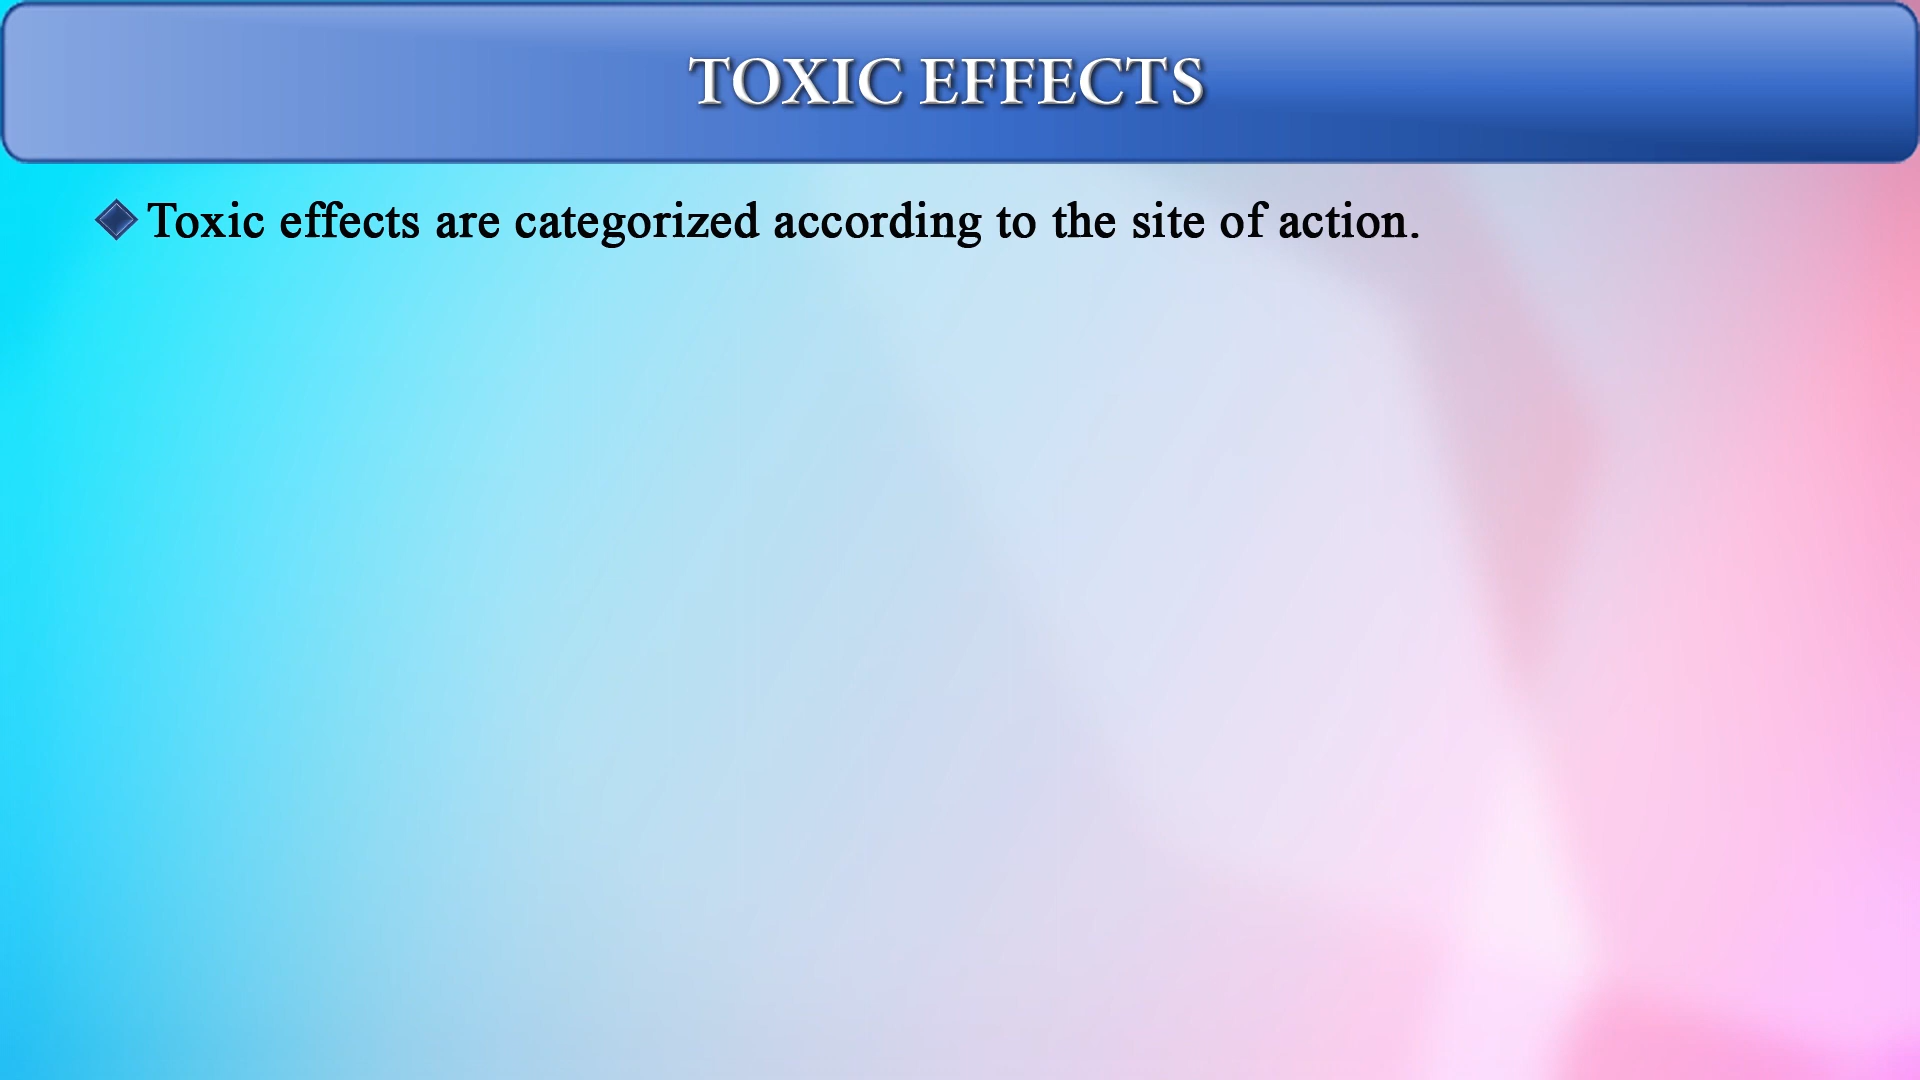 TOXIC EFFECTS
Toxic effects are categorized according to the site of action.